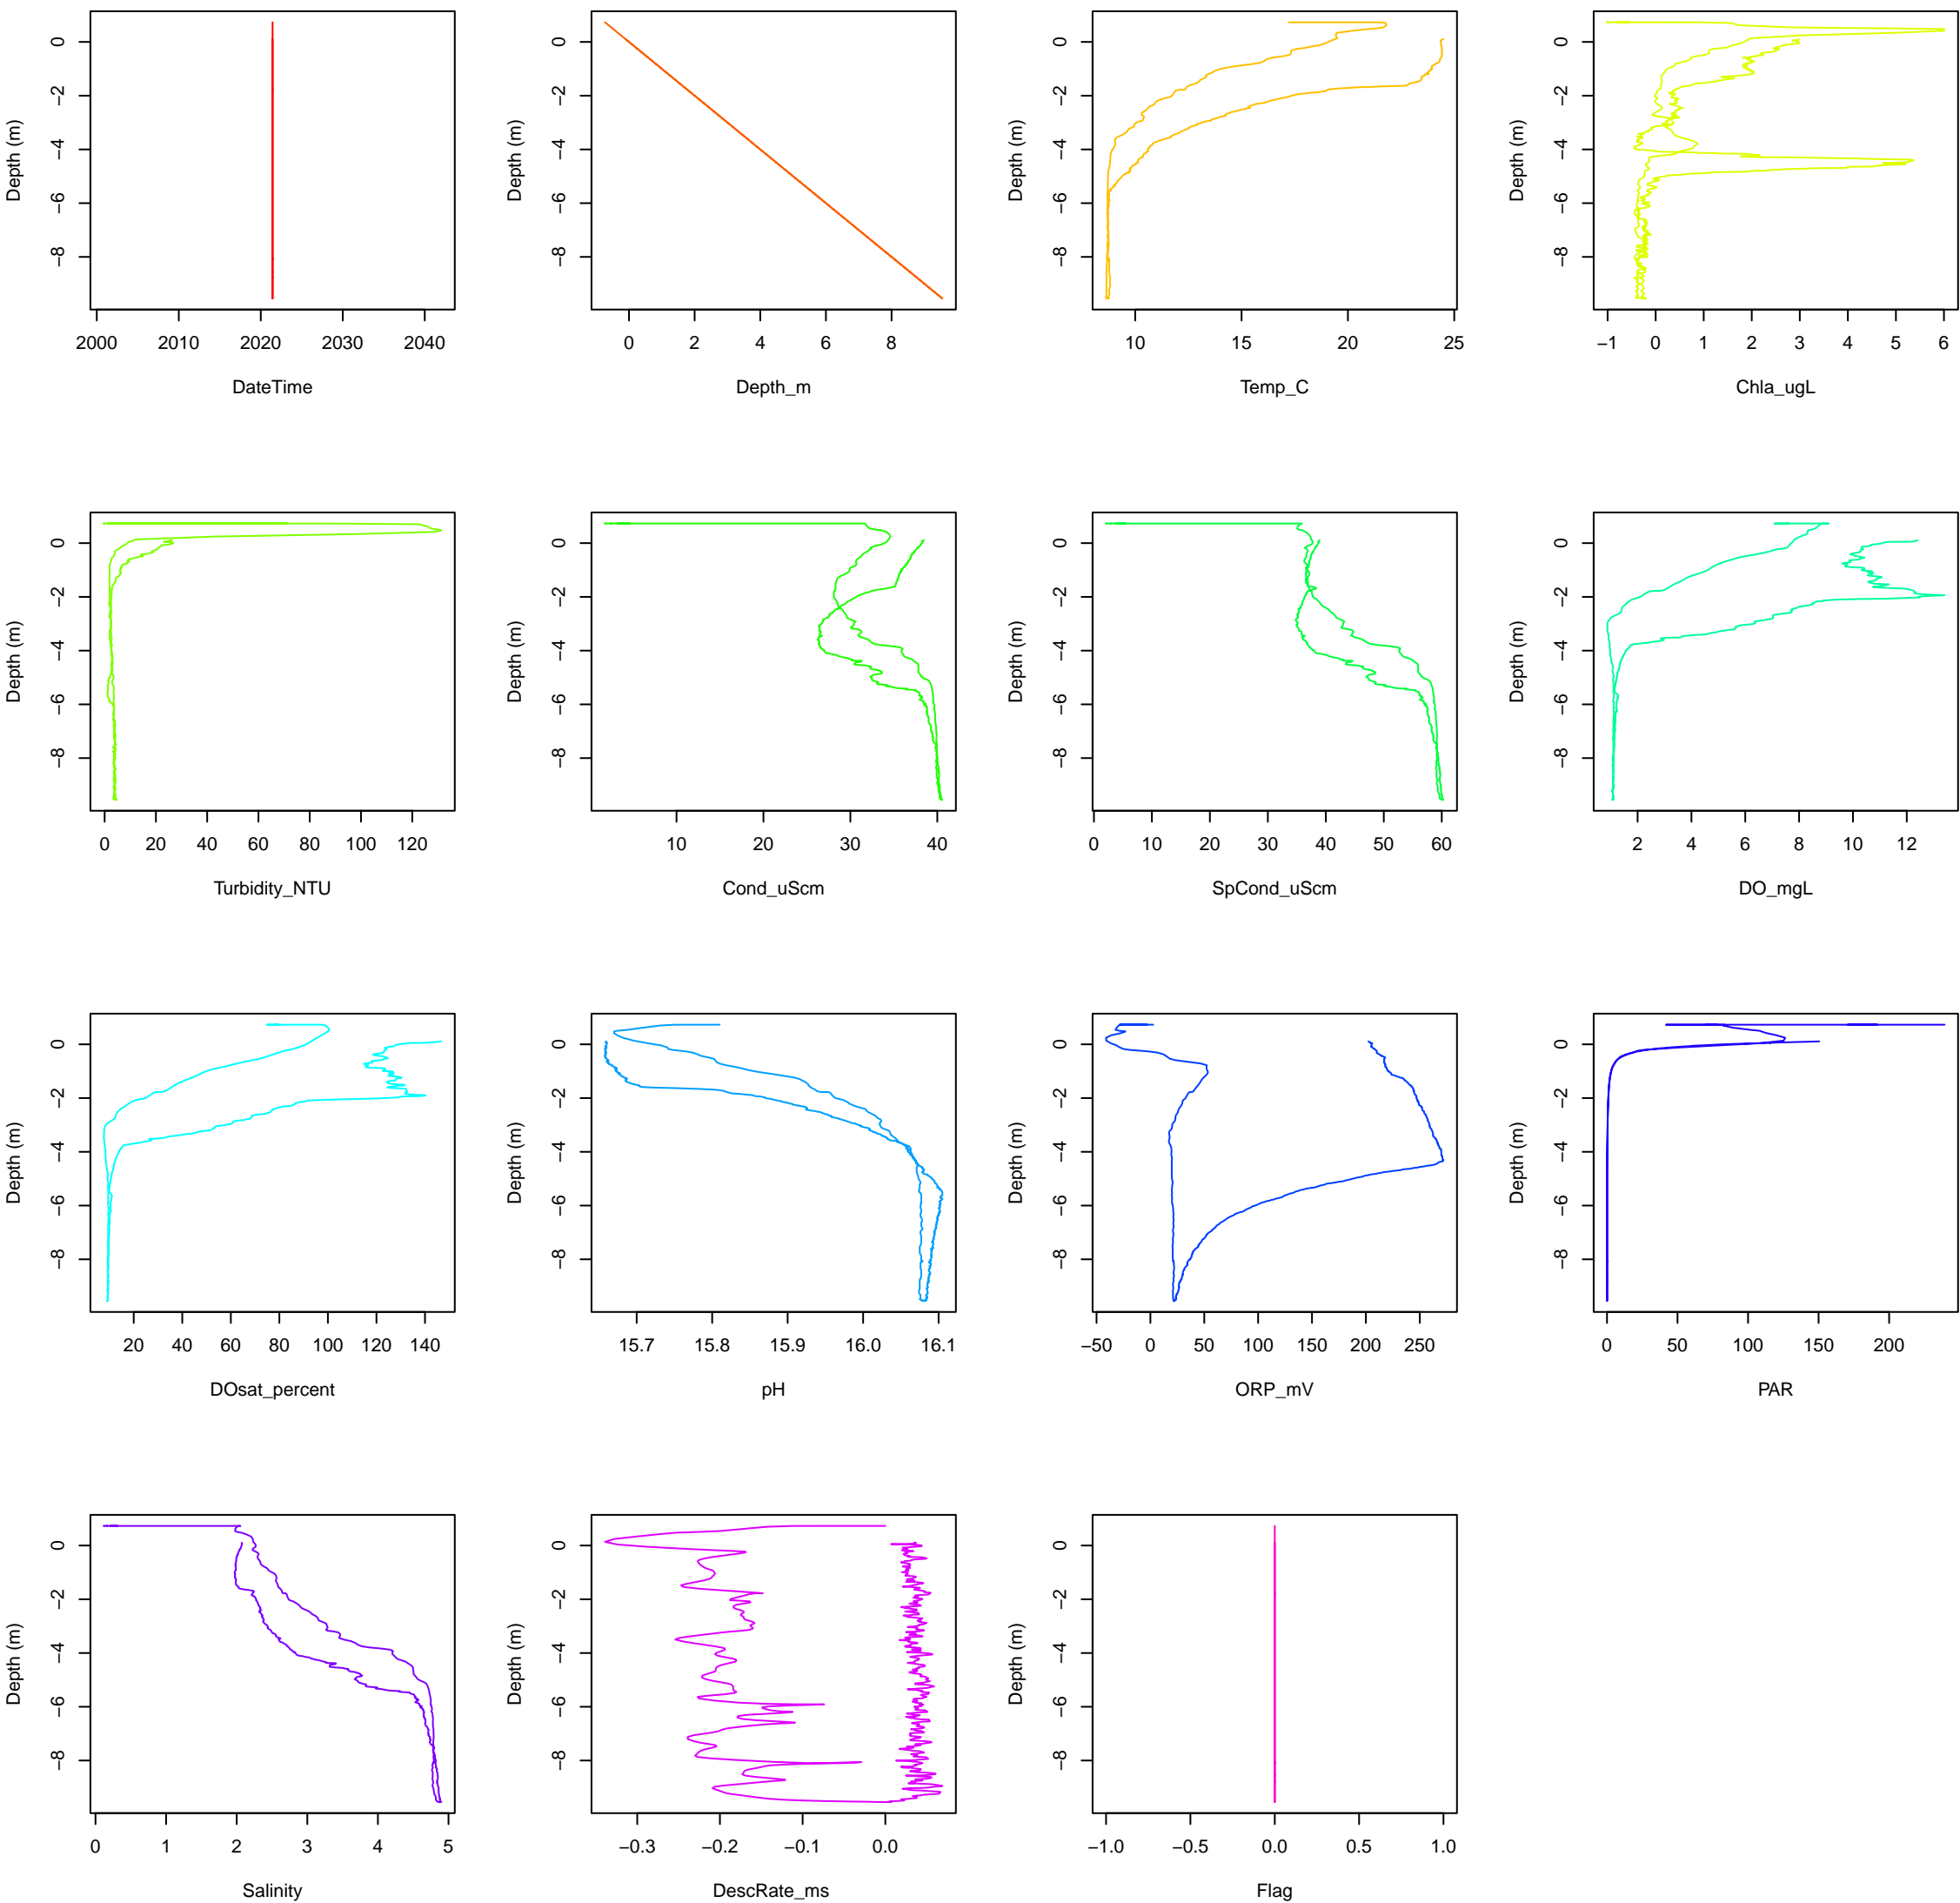 0
−2
−4
−6
−8
Depth (m)
2000 2010 2020 2030 2040
DateTime
0
−2
−4
−6
−8
Depth (m)
0 2 4 6 8
Depth_m
0
−2
−4
−6
−8
Depth (m)
10 15 20 25
Temp_C
0
−2
−4
−6
−8
Depth (m)
−1 0 1 2 3 4 5 6
Chla_ugL
0
−2
−4
−6
−8
Depth (m)
0 20 40 60 80 100 120
Turbidity_NTU
0
−2
−4
−6
−8
Depth (m)
10 20 30 40
Cond_uScm
0
−2
−4
−6
−8
Depth (m)
0 10 20 30 40 50 60
SpCond_uScm
0
−2
−4
−6
−8
Depth (m)
2 4 6 8 10 12
DO_mgL
0
−2
−4
−6
−8
Depth (m)
20 40 60 80 100 120 140
DOsat_percent
0
−2
−4
−6
−8
Depth (m)
15.7 15.8 15.9 16.0 16.1
pH
0
−2
−4
−6
−8
Depth (m)
−50 0 50 100 150 200 250
ORP_mV
0
−2
−4
−6
−8
Depth (m)
0 50 100 150 200
PAR
0
−2
−4
−6
−8
Depth (m)
0 1 2 3 4 5
Salinity
0
−2
−4
−6
−8
Depth (m)
−0.3 −0.2 −0.1 0.0
DescRate_ms
0
−2
−4
−6
−8
Depth (m)
−1.0 −0.5 0.0 0.5 1.0
Flag